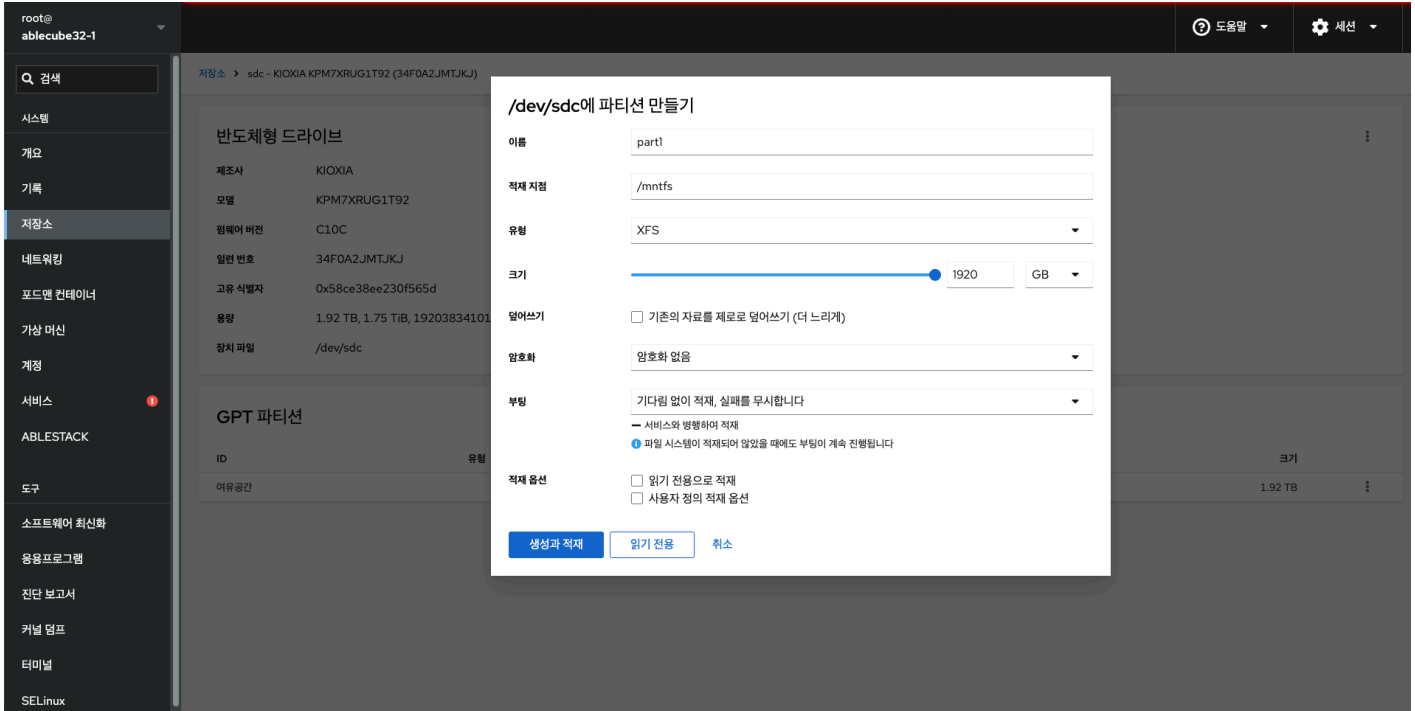 root@
ablecube32-1
도움말
세션
검색
시스템
개요
기록
저장소
네트워킹
포드맨 컨테이너
가상 머신
계정
서비스
ABLESTACK
도구
소프트웨어 최신화
응용프로그램
진단 보고서
커널 덤프
터미널
SELinux
저장소 > sdc - KIOXIA KPM7XRUG1T92 (34F0A2JMTJKJ)
반도체형 드라이브
제조사 KIOXIA
모델 KPM7XRUG1T92
펌웨어 버전 C10C
일련 번호 34F0A2JMTJKJ
고유 식별자 0x58ce38ee230f565d
용량 1.92 TB, 1.75 TiB, 19203834101
장치 파일 /dev/sdc
GPT 파티션
ID 유형 크기
여유공간 1.92 TB
/dev/sdc에 파티션 만들기
이름 part1
적재 지점 /mntfs
유형 XFS
크기 1920 GB
덮어쓰기 기존의 자료를 제로로 덮어쓰기 (더 느리게)
암호화 암호화 없음
부팅 기다림 없이 적재, 실패를 무시합니다
서비스와 병행하여 적재
파일 시스템이 적재되어 않았을 때에도 부팅이 계속 진행됩니다
적재 옵션 읽기 전용으로 적재
사용자 정의 적재 옵션
생성과 적재 읽기 전용 취소